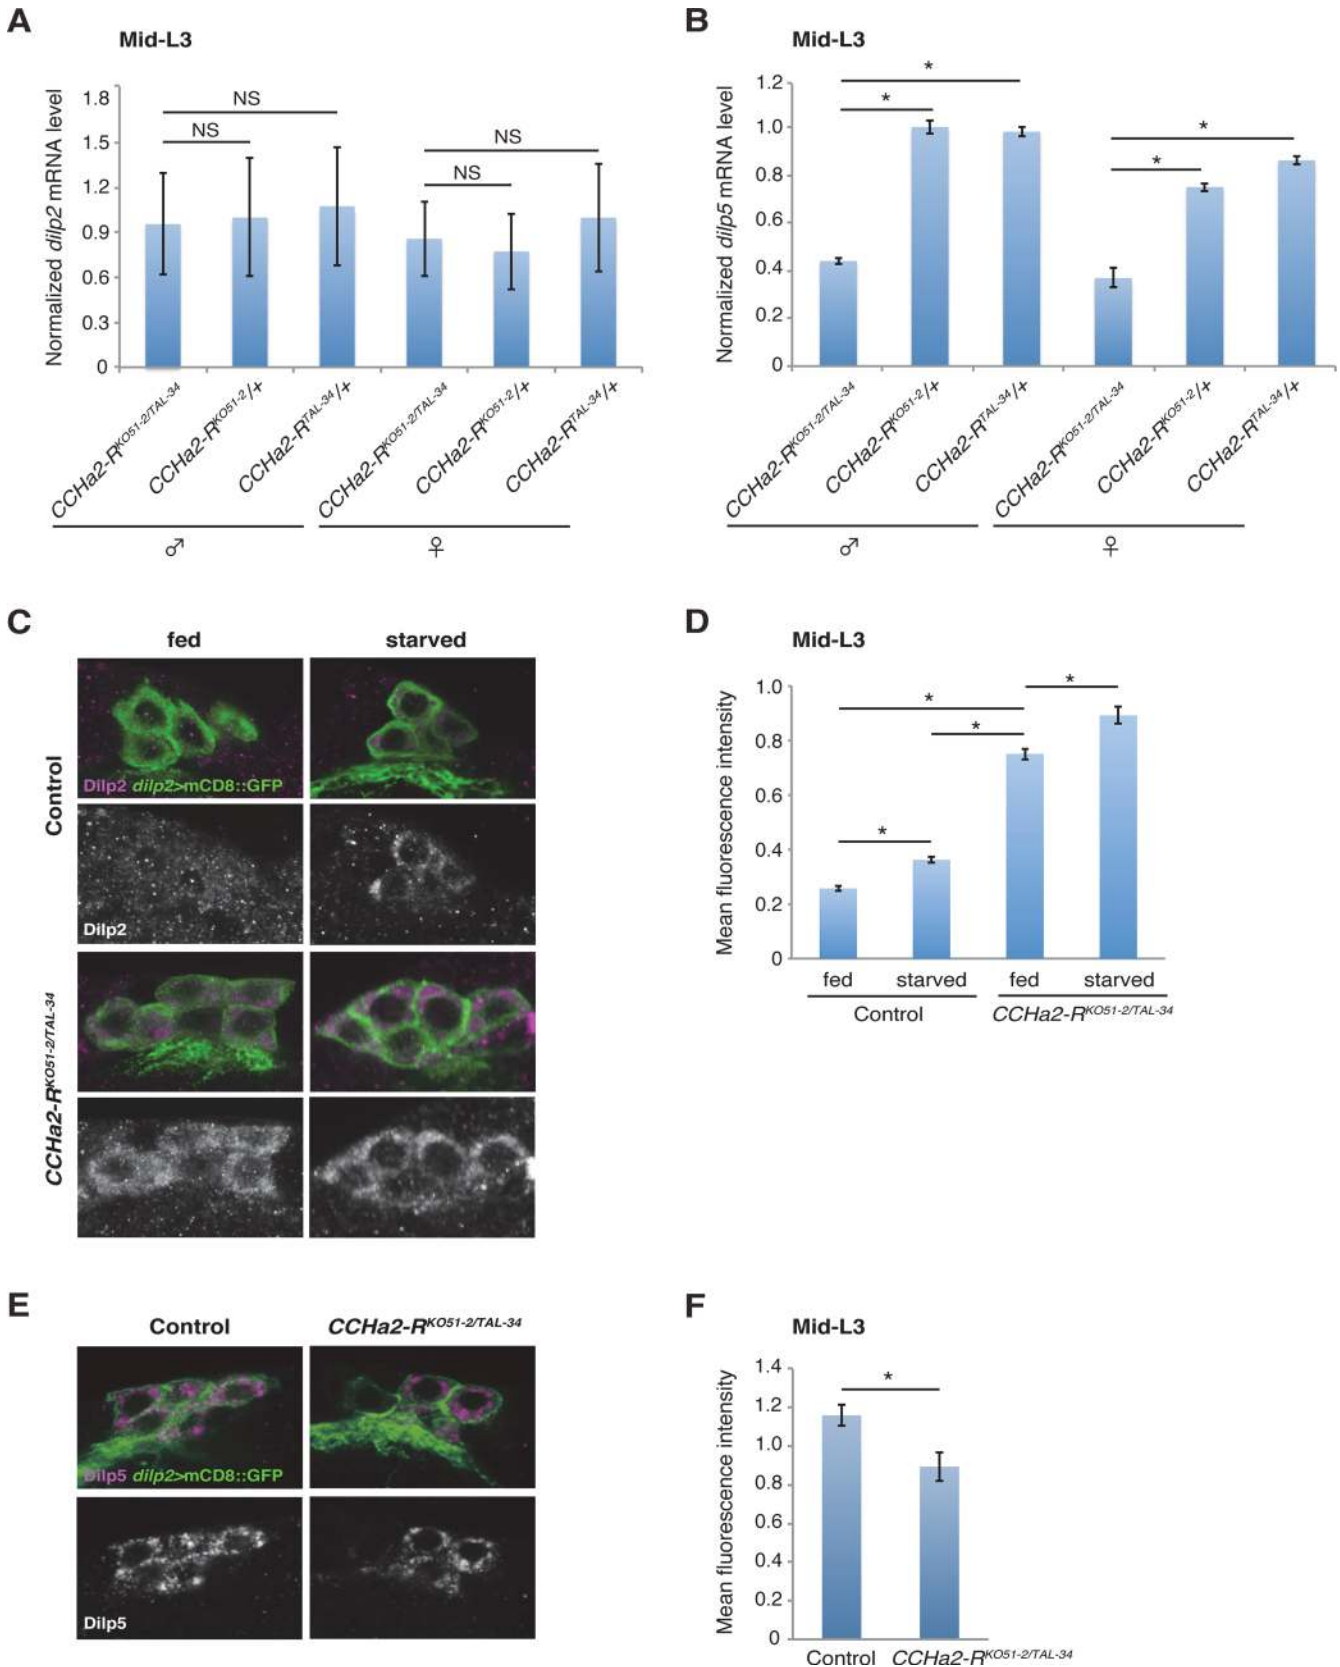 A
Mid-L3
Normalized dilp2 mRNA level
1.8
1.5
1.2
0.9
0.6
0.3
0
NS
NS
NS
NS
CCHa2-R^KO51-2/TAL-34
CCHa2-R^KO51-2/+
CCHa2-R^TAL-34/+
CCHa2-R^KO51-2/TAL-34
CCHa2-R^KO51-2/+
CCHa2-R^TAL-34/+
♂
♀
B
Mid-L3
Normalized dilp5 mRNA level
1.2
1.0
0.8
0.6
0.4
0.2
0
*
*
*
*
CCHa2-R^KO51-2/TAL-34
CCHa2-R^KO51-2/+
CCHa2-R^TAL-34/+
CCHa2-R^KO51-2/TAL-34
CCHa2-R^KO51-2/+
CCHa2-R^TAL-34/+
♂
♀
C
fed
starved
Control
Dilp2 dilp2>mCD8::GFP
Dilp2
CCHa2-R^KO51-2/TAL-34
D
Mid-L3
Mean fluorescence intensity
1.0
0.8
0.6
0.4
0.2
0
*
*
*
*
fed
starved
fed
starved
Control
CCHa2-R^KO51-2/TAL-34
E
Control
CCHa2-R^KO51-2/TAL-34
Dilp5 dilp2>mCD8::GFP
Dilp5
F
Mid-L3
Mean fluorescence intensity
1.4
1.2
1.0
0.8
0.6
0.4
0.2
0
*
Control
CCHa2-R^KO51-2/TAL-34